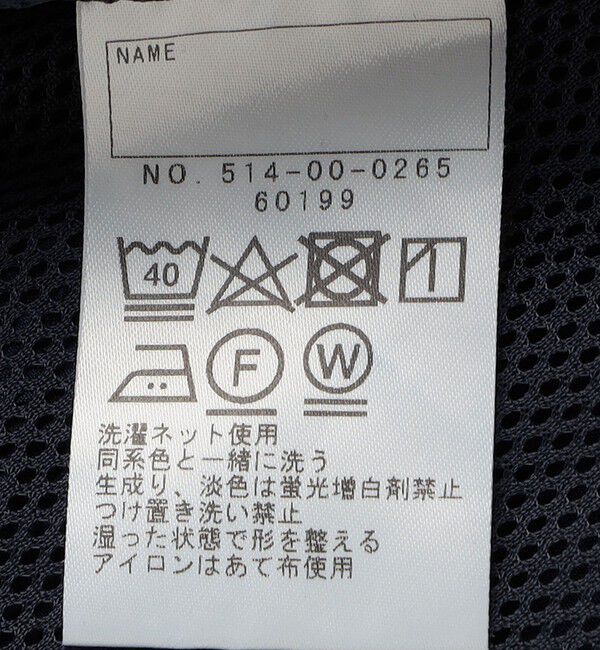 NAME
NO. 514-00-0265
60199
40
F
W
洗濯ネット使用
同系色と一緒に洗う
生成り、淡色は蛍光増白剤禁止
つけ置き洗い禁止
湿った状態で形を整える
アイロンはあて布使用